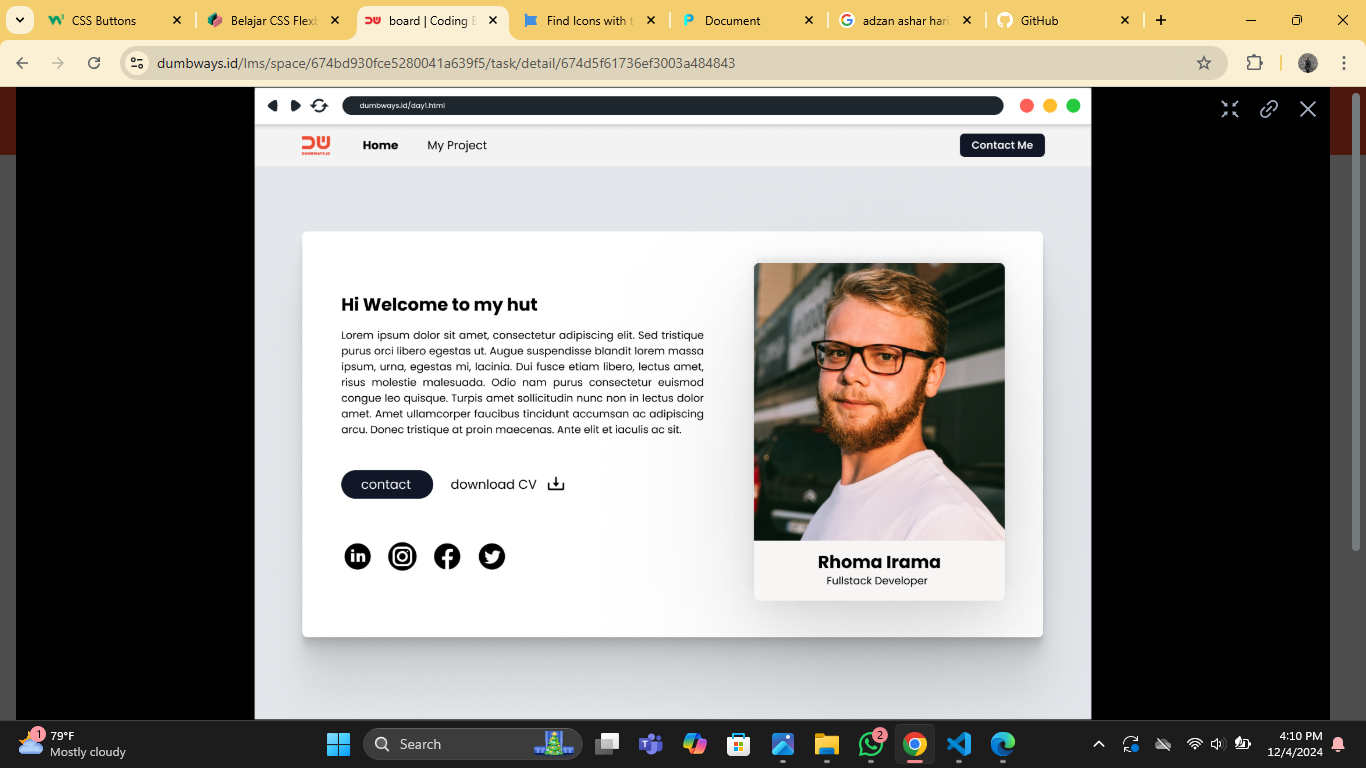 CSS Buttons
Belajar CSS Flexb
board | Coding B
Find Icons with t
Document
adzan ashar hari
GitHub
dumbways.id/lms/space/674bd930fce5280041a639f5/task/detail/674d5f61736ef3003a484843
dumbways.id/day1.html
DUMBWAYS.ID
Home
My Project
Contact Me
Hi Welcome to my hut
Lorem ipsum dolor sit amet, consectetur adipiscing elit. Sed tristique
purus orci libero egestas ut. Augue suspendisse blandit lorem massa
ipsum, urna, egestas mi, lacinia. Dui fusce etiam libero, lectus amet,
risus molestie malesuada. Odio nam purus consectetur euismod
congue leo quisque. Turpis amet sollicitudin nunc non in lectus dolor
amet. Amet ullamcorper faucibus tincidunt accumsan ac adipiscing
arcu. Donec tristique at proin maecenas. Ante elit et iaculis ac sit.
contact
download CV
in
Rhoma Irama
Fullstack Developer
1
79°F
Mostly cloudy
Search
2
4:10 PM
12/4/2024